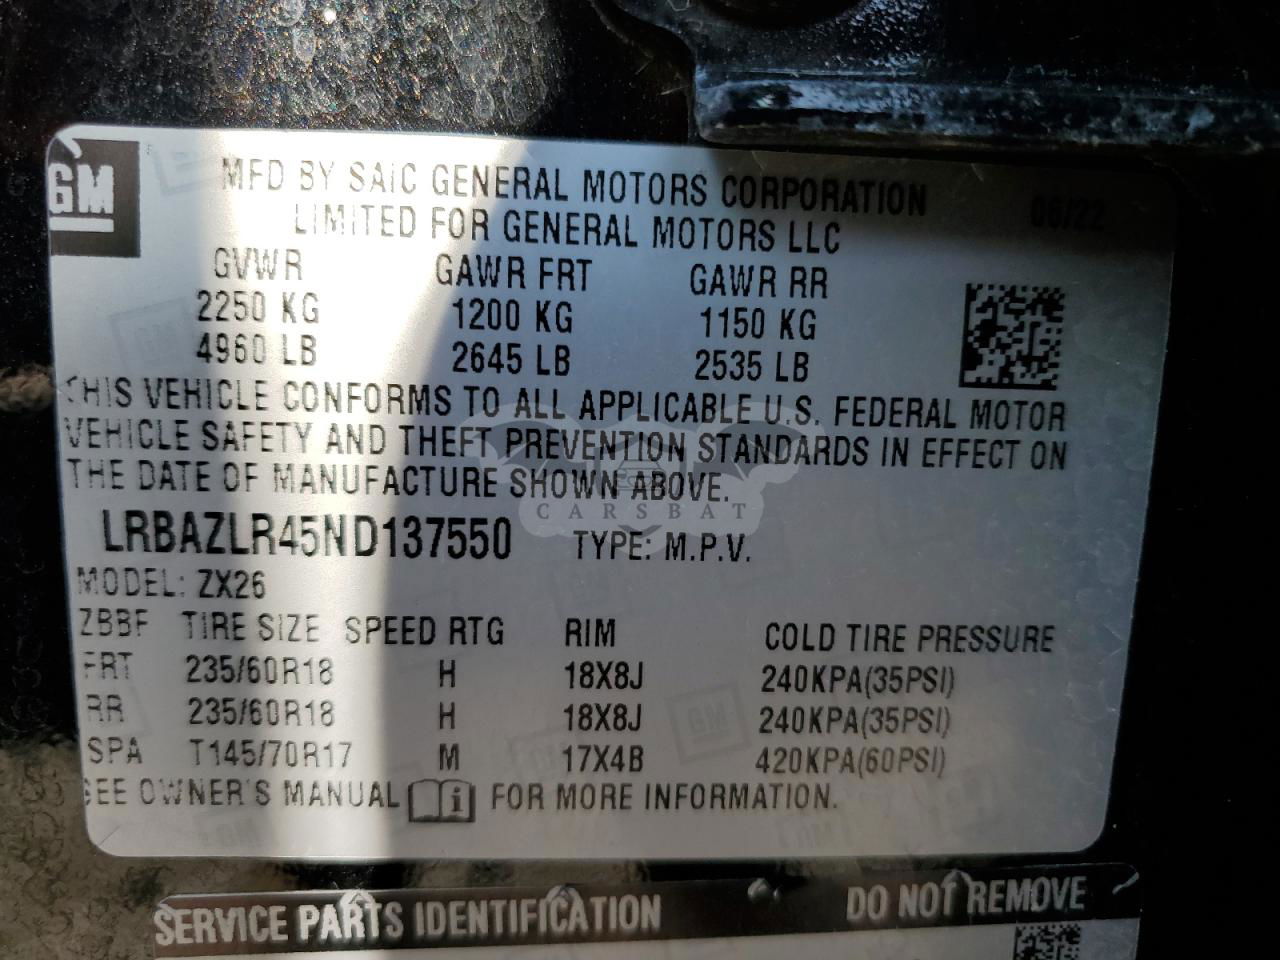 GM
MFD BY SAIC GENERAL MOTORS CORPORATION 06/22
LIMITED FOR GENERAL MOTORS LLC
GVWR GAWR FRT GAWR RR
2250 KG 1200 KG 1150 KG
4960 LB 2645 LB 2535 LB
THIS VEHICLE CONFORMS TO ALL APPLICABLE U.S. FEDERAL MOTOR
VEHICLE SAFETY AND THEFT PREVENTION STANDARDS IN EFFECT ON
THE DATE OF MANUFACTURE SHOWN ABOVE.
CARSBAT
LRBAZLR45ND137550 TYPE: M.P.V.
MODEL: ZX26
ZBBF TIRE SIZE SPEED RTG RIM COLD TIRE PRESSURE
FRT 235/60R18 H 18X8J 240KPA(35PSI)
RR 235/60R18 H 18X8J 240KPA(35PSI)
SPA T145/70R17 M 17X4B 420KPA(60PSI)
SEE OWNER'S MANUAL FOR MORE INFORMATION.
SERVICE PARTS IDENTIFICATION DO NOT REMOVE